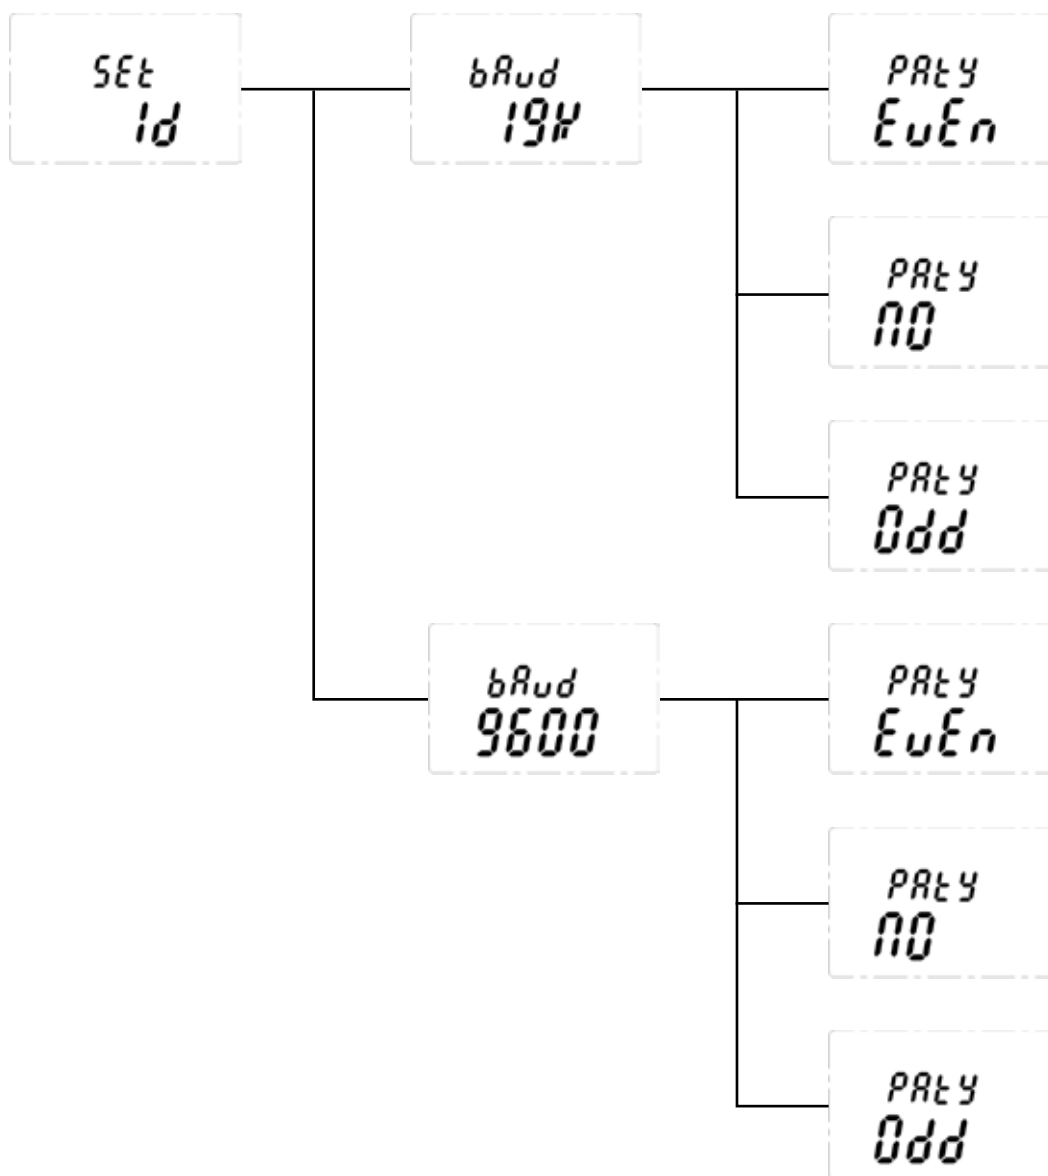 SEt
Id
bAud
19K
PAtY
EvEn
PAtY
NO
PAtY
Odd
bAud
9600
PAtY
EvEn
PAtY
NO
PAtY
Odd